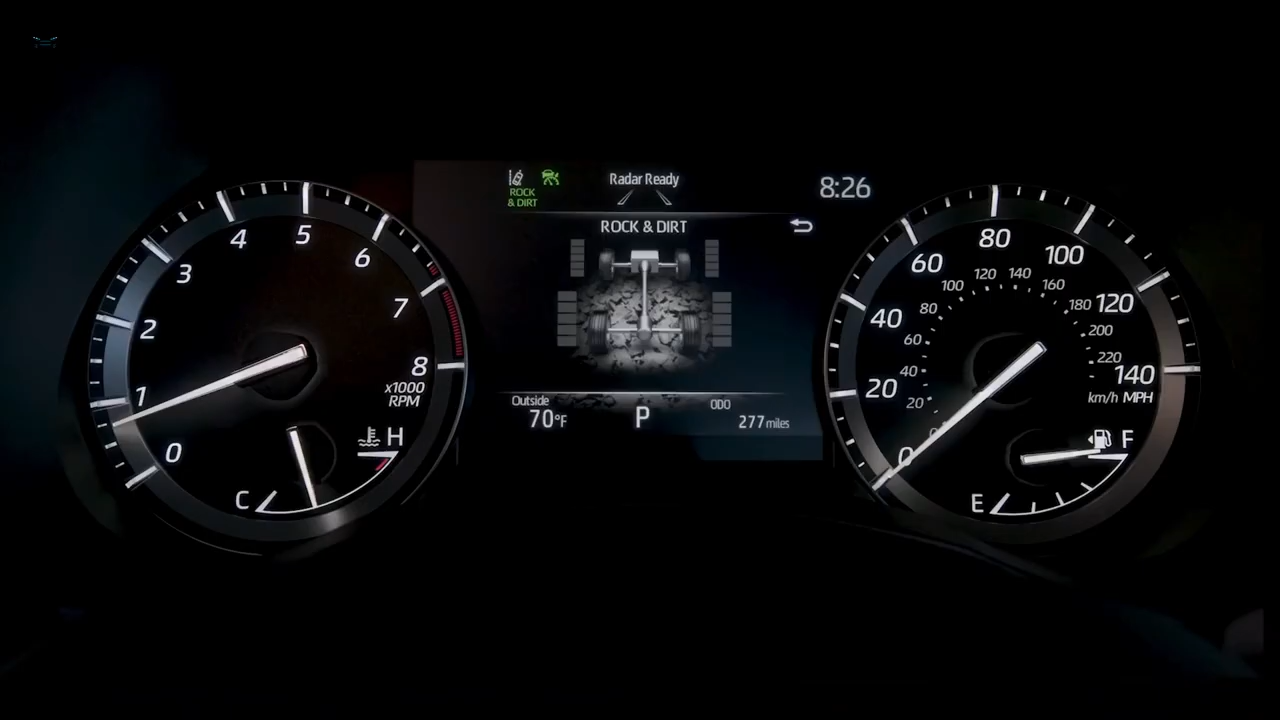 Radar Ready
8:26
ROCK
& DIRT
ROCK & DIRT
0
1
2
3
4
5
6
7
8
x1000
RPM
H
C
Outside
70°F
P
ODO
277 miles
0
20
40
60
80
100
120
140
km/h MPH
0
20
40
60
80
100
120
140
160
180
200
220
F
E